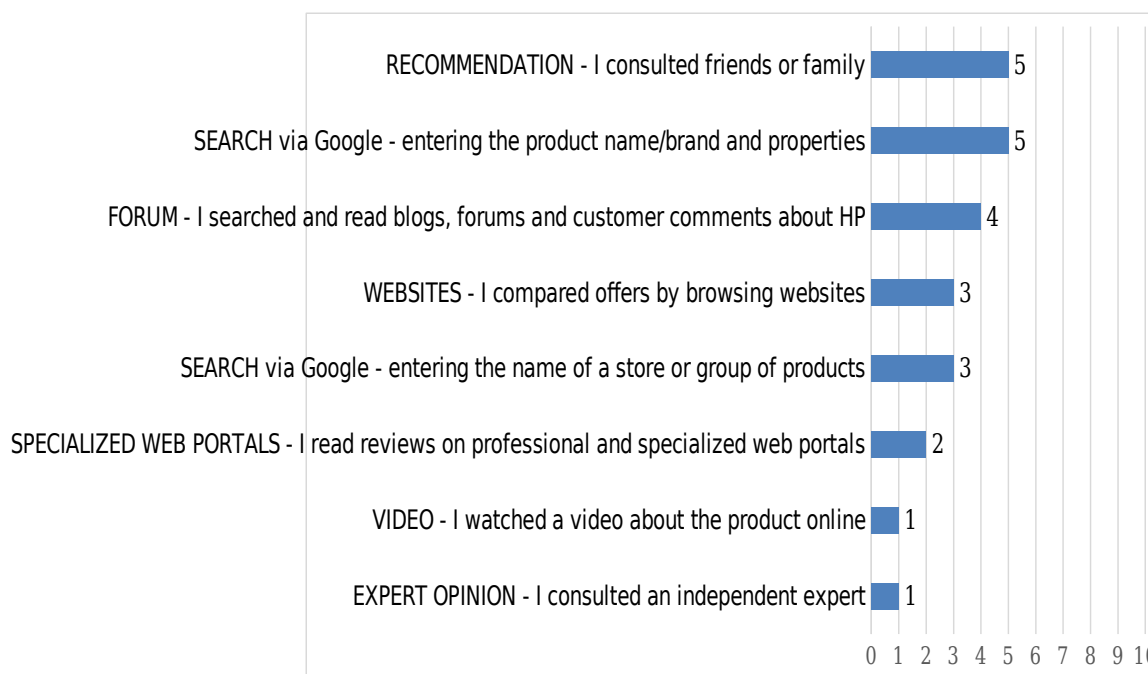 RECOMMENDATION - I consulted friends or family 5
SEARCH via Google - entering the product name/brand and properties 5
FORUM - I searched and read blogs, forums and customer comments about HP 4
WEBSITES - I compared offers by browsing websites 3
SEARCH via Google - entering the name of a store or group of products 3
SPECIALIZED WEB PORTALS - I read reviews on professional and specialized web portals 2
VIDEO - I watched a video about the product online 1
EXPERT OPINION - I consulted an independent expert 1
0 1 2 3 4 5 6 7 8 9